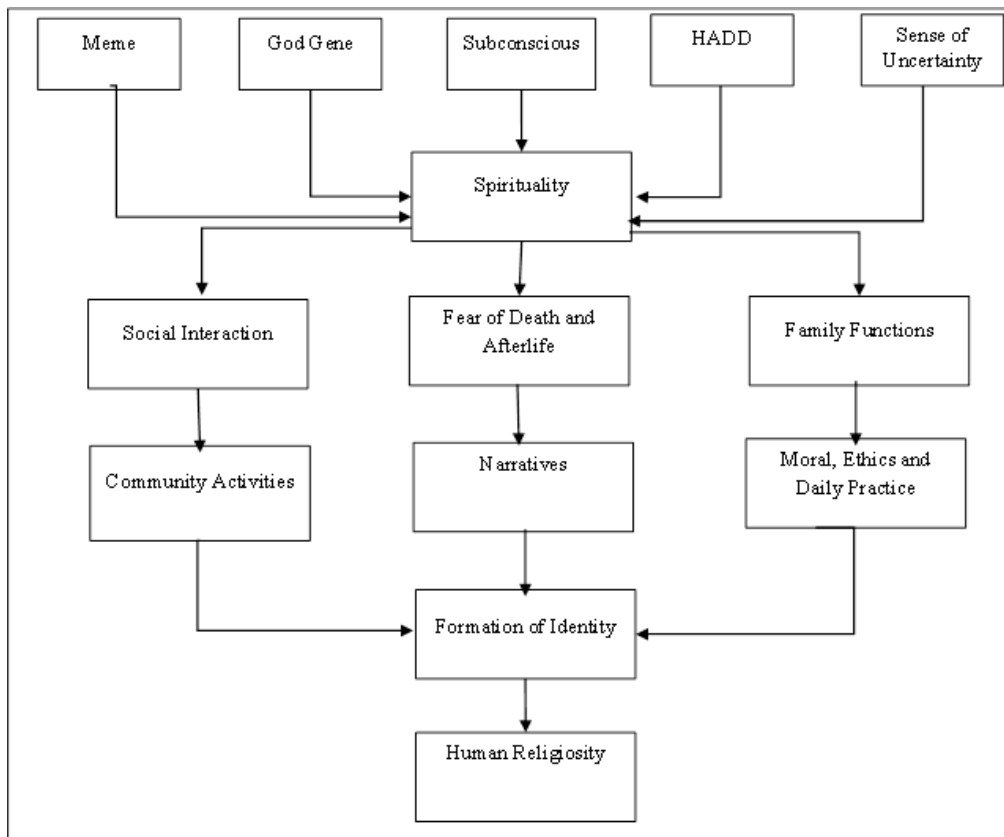 Meme
God Gene
Subconscious
HADD
Sense of
Uncertainty
Spirituality
Social Interaction
Fear of Death and
Afterlife
Family Functions
Community Activities
Narratives
Moral, Ethics and
Daily Practice
Formation of Identity
Human Religiosity